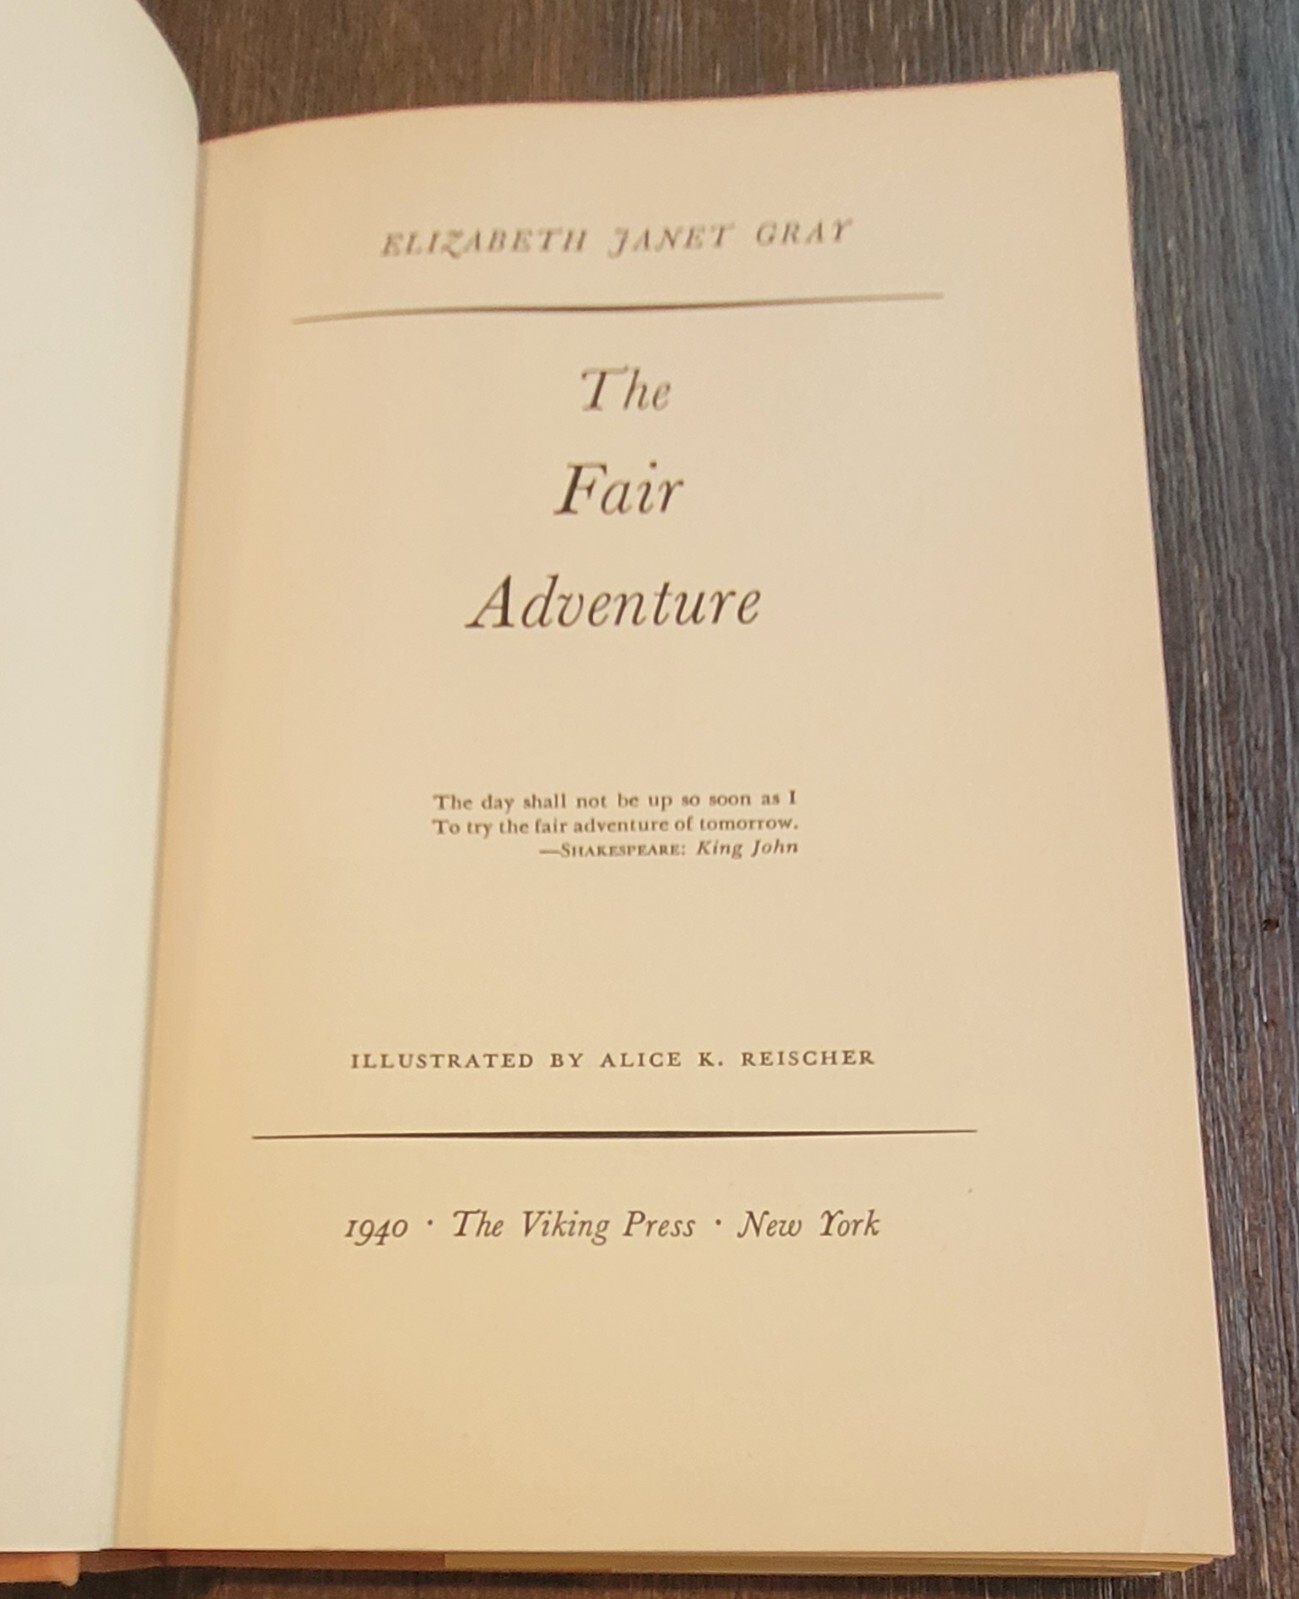 ELIZABETH JANET GRAY
The
Fair
Adventure
The day shall not be up so soon as I
To try the fair adventure of tomorrow.
—SHAKESPEARE: King John
ILLUSTRATED BY ALICE K. REISCHER
1940 · The Viking Press · New York